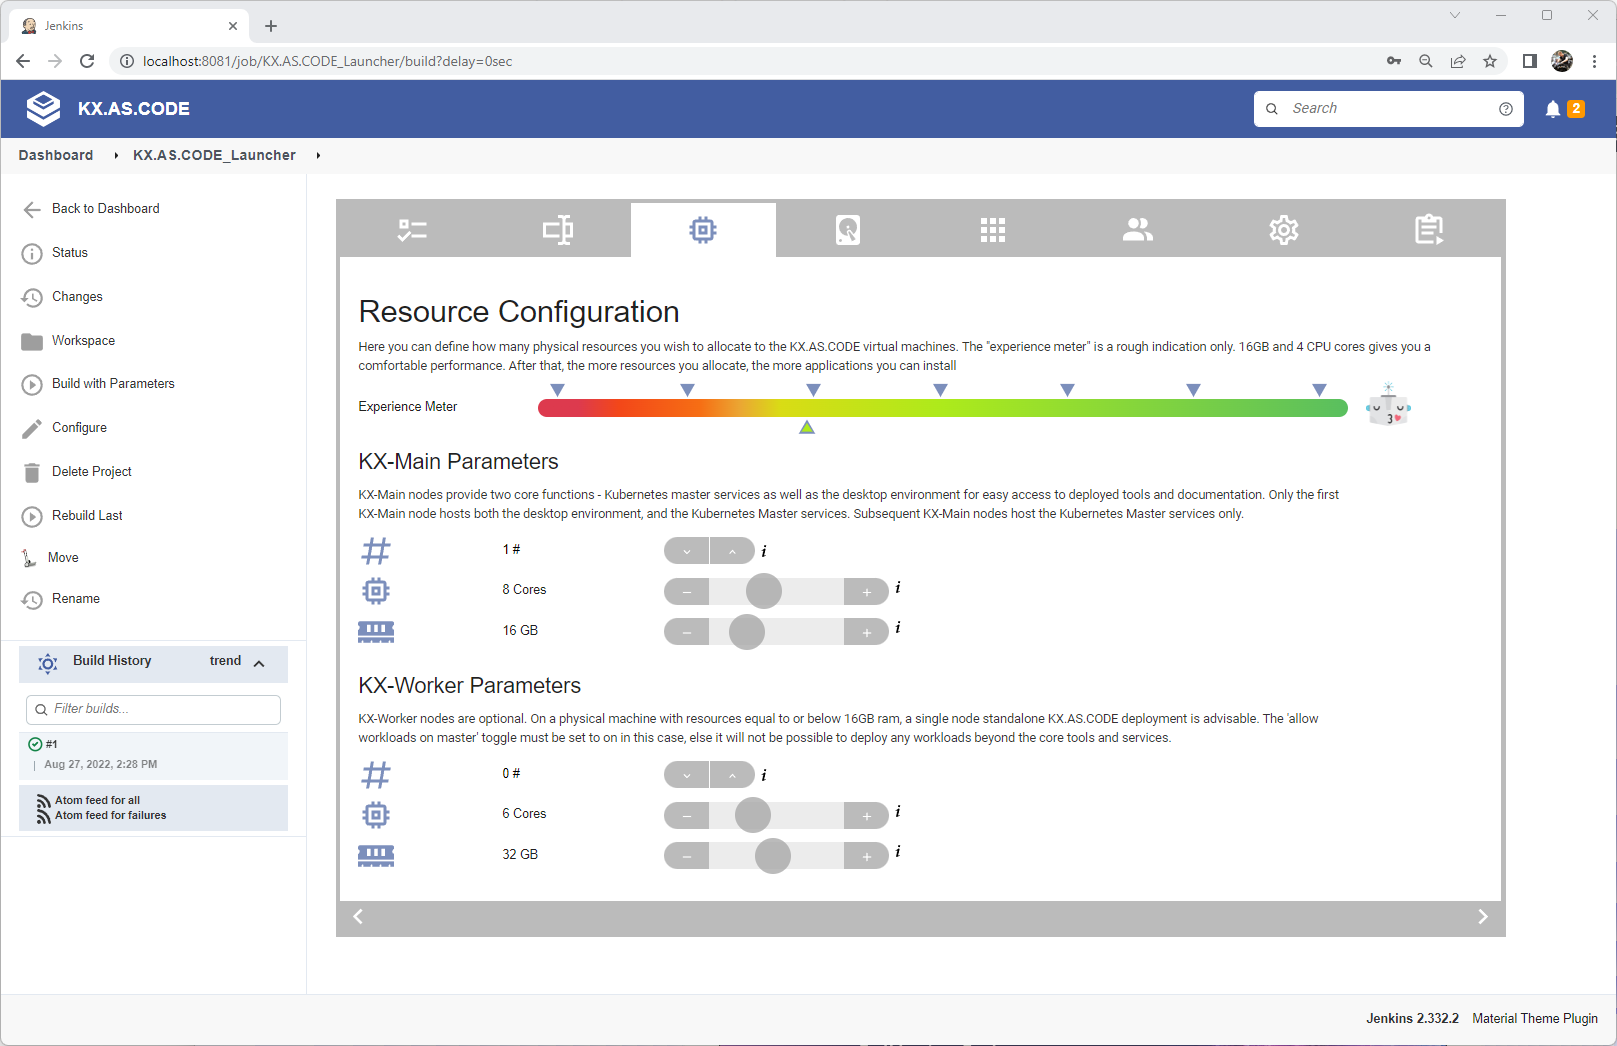 Jenkins
localhost:8081/job/KX.AS.CODE_Launcher/build?delay=0sec
KX.AS.CODE
Search
2
Dashboard
KX.AS.CODE_Launcher
Back to Dashboard
Status
Changes
Workspace
Build with Parameters
Configure
Delete Project
Rebuild Last
Move
Rename
Build History
trend
Filter builds...
#1
Aug 27, 2022, 2:28 PM
Atom feed for all
Atom feed for failures
Resource Configuration
Here you can define how many physical resources you wish to allocate to the KX.AS.CODE virtual machines. The "experience meter" is a rough indication only. 16GB and 4 CPU cores gives you a
comfortable performance. After that, the more resources you allocate, the more applications you can install
Experience Meter
KX-Main Parameters
KX-Main nodes provide two core functions - Kubernetes master services as well as the desktop environment for easy access to deployed tools and documentation. Only the first
KX-Main node hosts both the desktop environment, and the Kubernetes Master services. Subsequent KX-Main nodes host the Kubernetes Master services only.
1 #
i
8 Cores
i
16 GB
i
KX-Worker Parameters
KX-Worker nodes are optional. On a physical machine with resources equal to or below 16GB ram, a single node standalone KX.AS.CODE deployment is advisable. The 'allow
workloads on master' toggle must be set to on in this case, else it will not be possible to deploy any workloads beyond the core tools and services.
0 #
i
6 Cores
i
32 GB
i
Jenkins 2.332.2
Material Theme Plugin